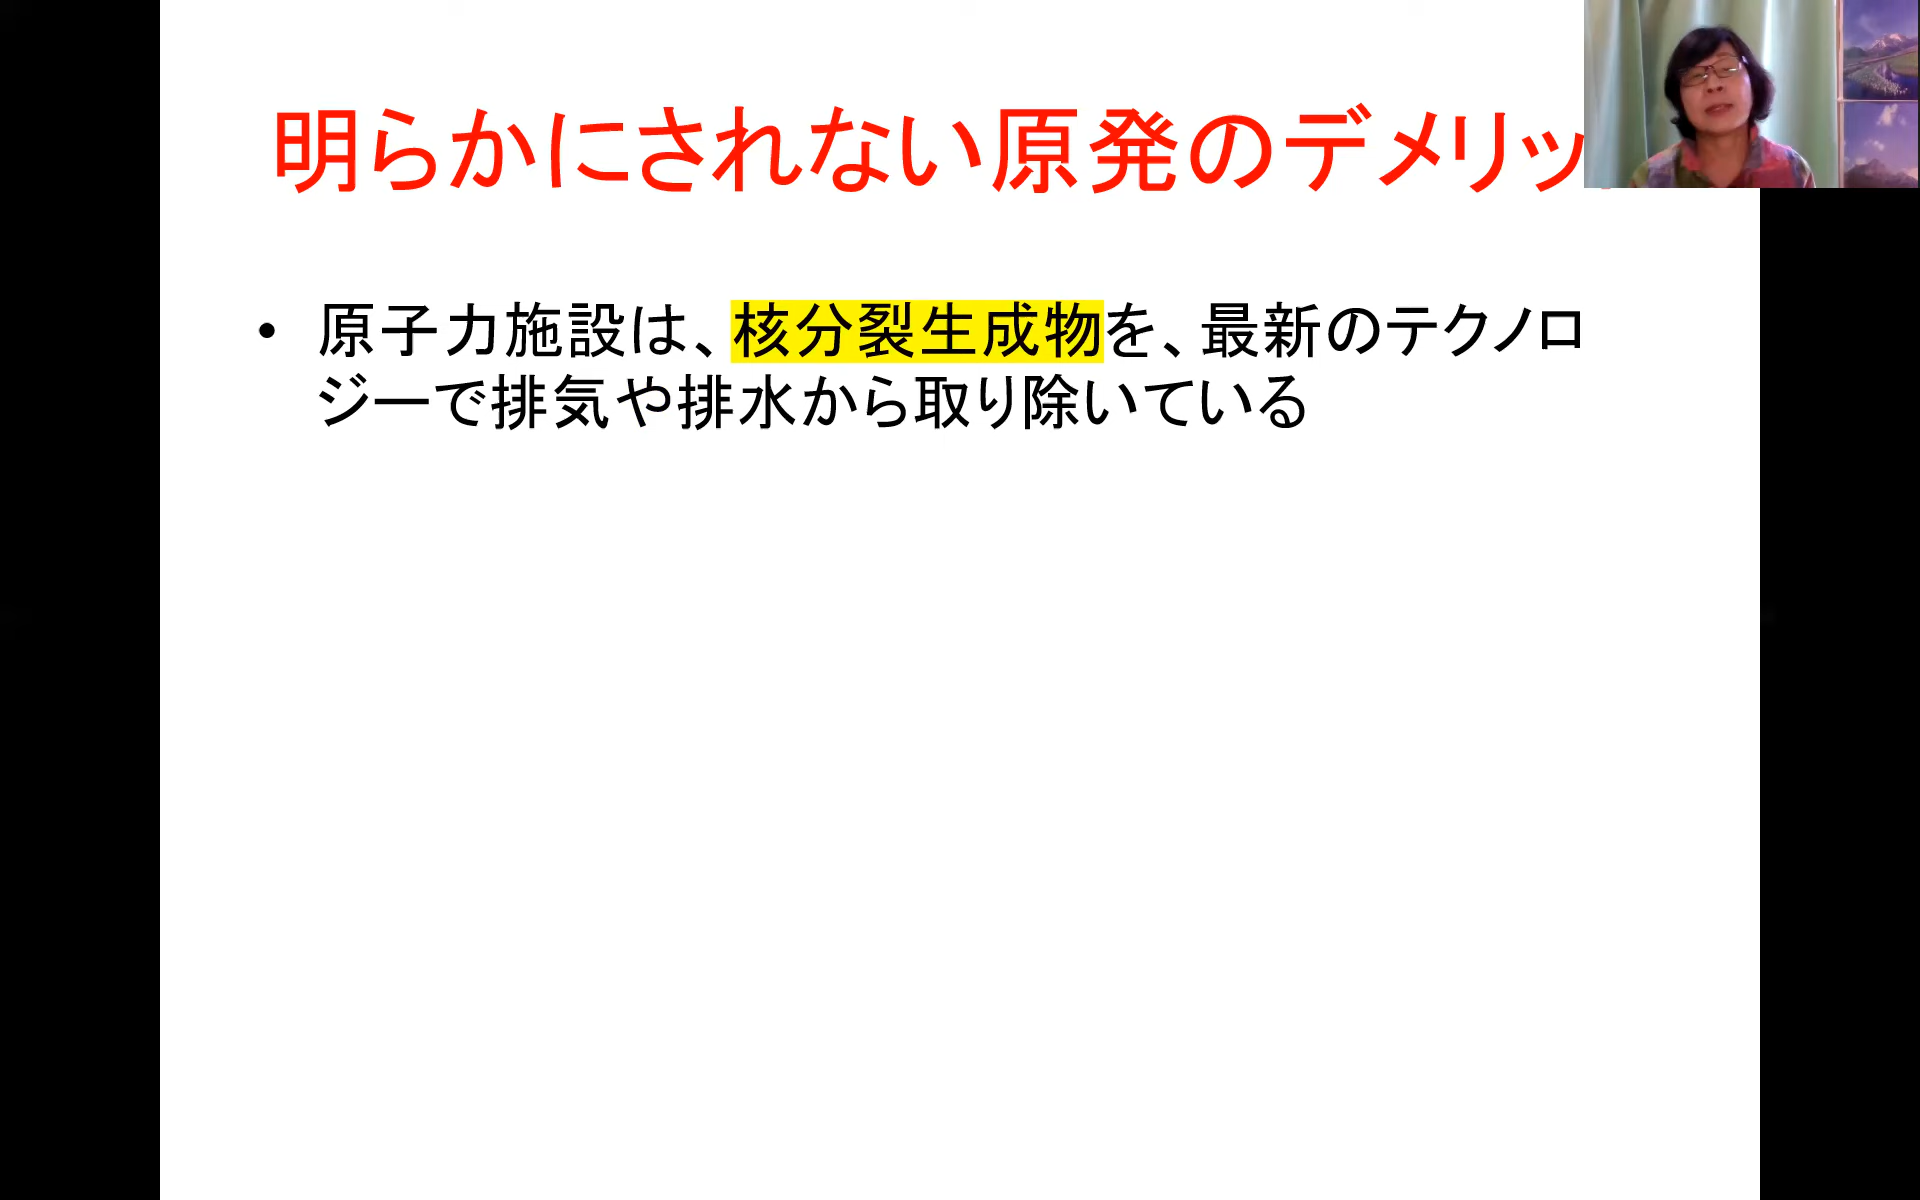 明らかにされない原発のデメリッ
• 原子力施設は、核分裂生成物を、最新のテクノロ
ジーで排気や排水から取り除いている